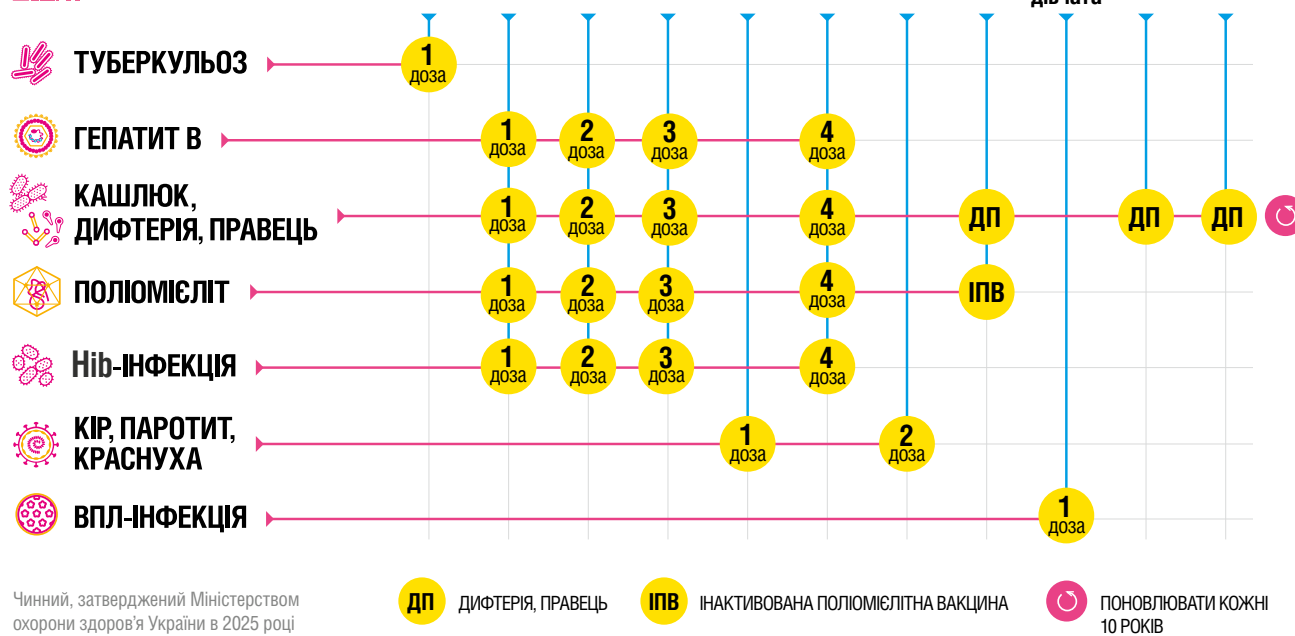 дівчата
ТУБЕРКУЛЬОЗ
1
доза
ГЕПАТИТ В
1
доза
2
доза
3
доза
4
доза
КАШЛЮК,
ДИФТЕРІЯ, ПРАВЕЦЬ
1
доза
2
доза
3
доза
4
доза
ДП
ДП
ДП
ПОЛІОМІЄЛІТ
1
доза
2
доза
3
доза
4
доза
ІПВ
Hib-ІНФЕКЦІЯ
1
доза
2
доза
3
доза
4
доза
КІР, ПАРОТИТ,
КРАСНУХА
1
доза
2
доза
ВПЛ-ІНФЕКЦІЯ
1
доза
Чинний, затверджений Міністерством
охорони здоров'я України в 2025 році
ДП ДИФТЕРІЯ, ПРАВЕЦЬ
ІПВ ІНАКТИВОВАНА ПОЛІОМІЄЛІТНА ВАКЦИНА
ПОНОВЛЮВАТИ КОЖНІ
10 РОКІВ